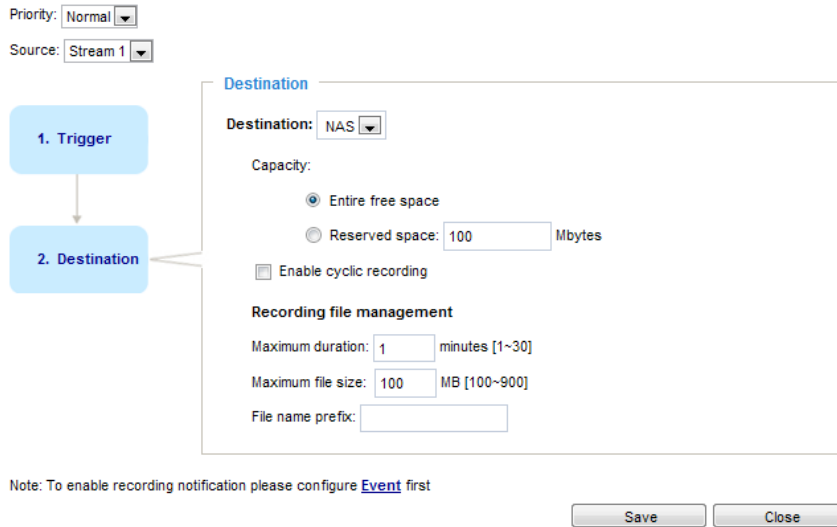 Priority: Normal
Source: Stream 1
1. Trigger
2. Destination
Destination
Destination: NAS
Capacity:
Entire free space
Reserved space: 100 Mbytes
Enable cyclic recording
Recording file management
Maximum duration: 1 minutes [1~30]
Maximum file size: 100 MB [100~900]
File name prefix:
Note: To enable recording notification please configure Event first
Save Close